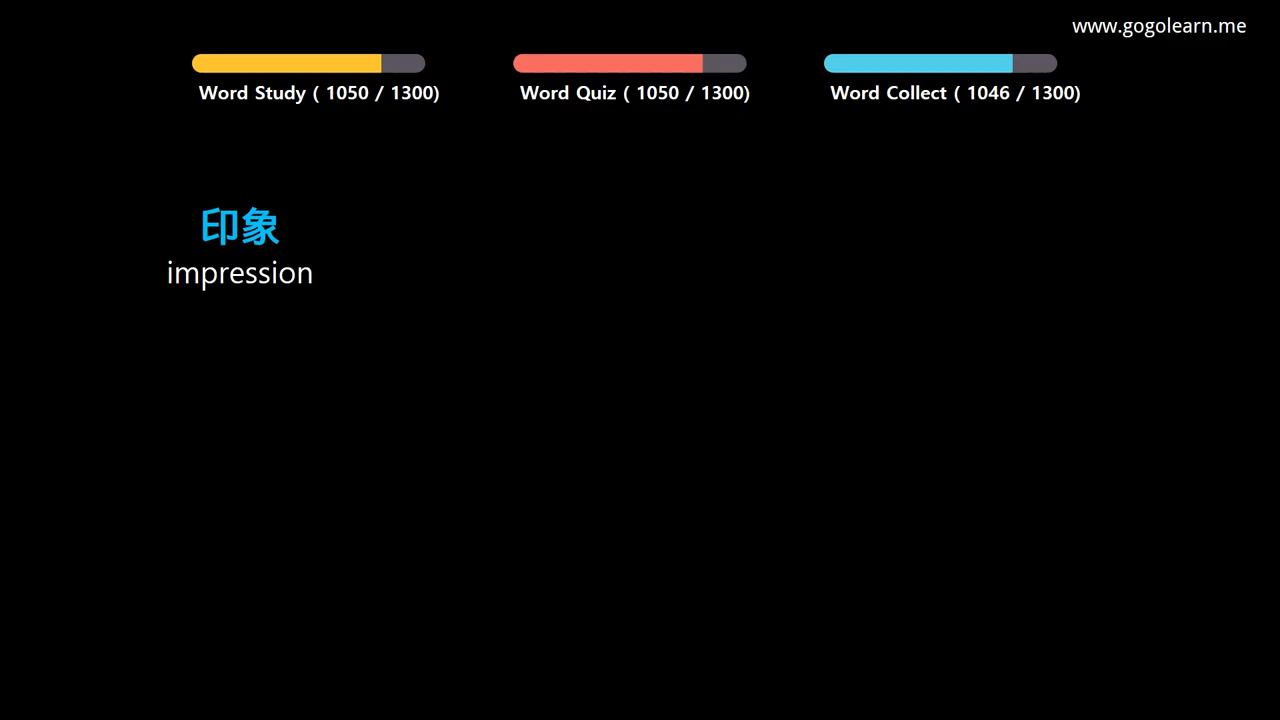 www.gogolearn.me
Word Study ( 1050 / 1300)
Word Quiz ( 1050 / 1300)
Word Collect ( 1046 / 1300)
印象
impression